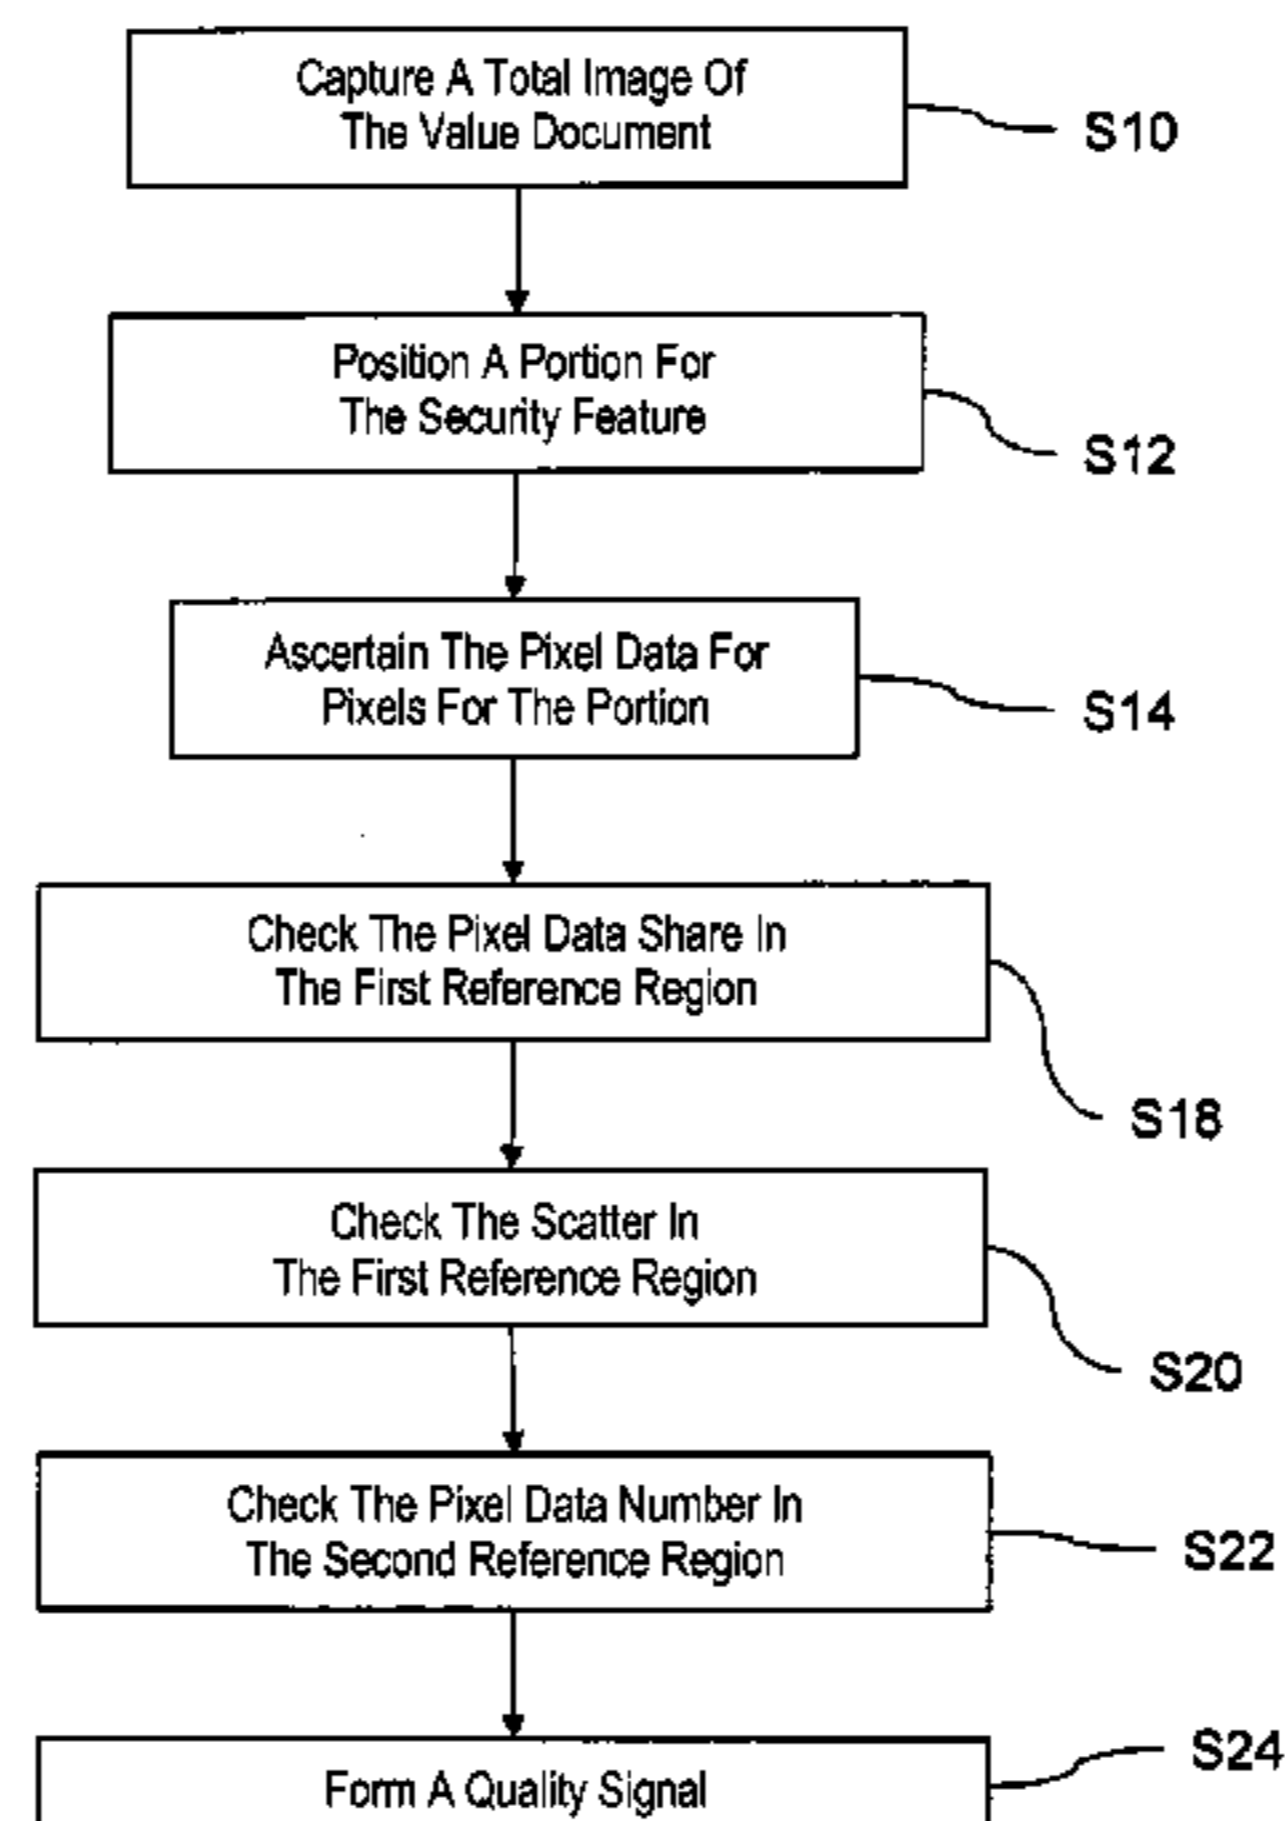 Capture A Total Image Of
The Value Document
S10
Position A Portion For
The Security Feature
S12
Ascertain The Pixel Data For
Pixels For The Portion
S14
Check The Pixel Data Share In
The First Reference Region
S18
Check The Scatter In
The First Reference Region
S20
Check The Pixel Data Number In
The Second Reference Region
S22
Form A Quality Signal
S24